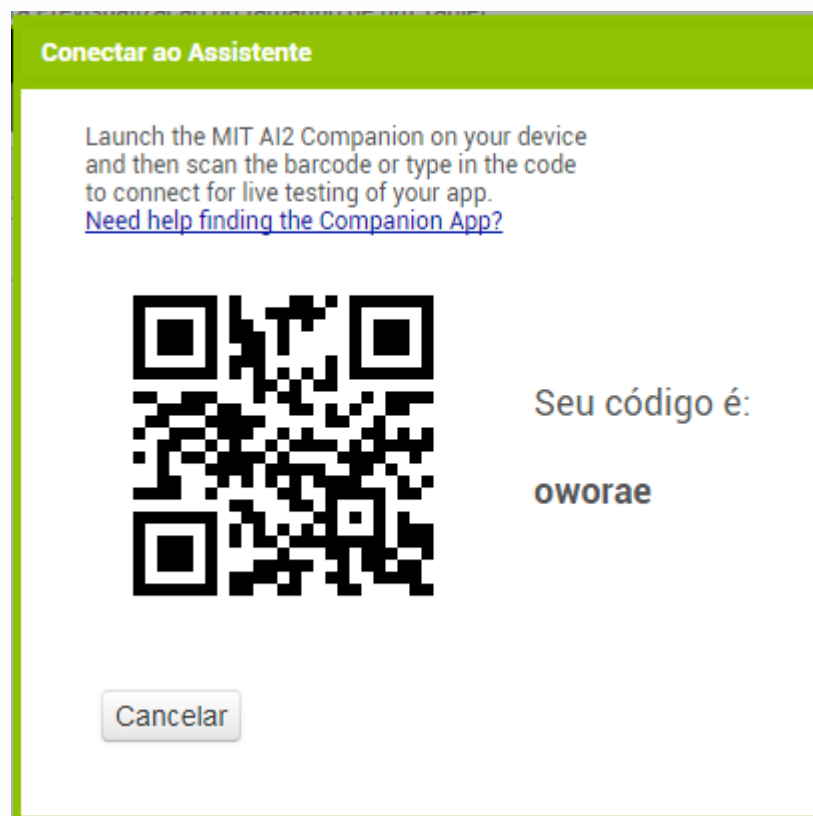 Conectar ao Assistente
Launch the MIT AI2 Companion on your device
and then scan the barcode or type in the code
to connect for live testing of your app.
Need help finding the Companion App?
Seu código é:
oworae
Cancelar